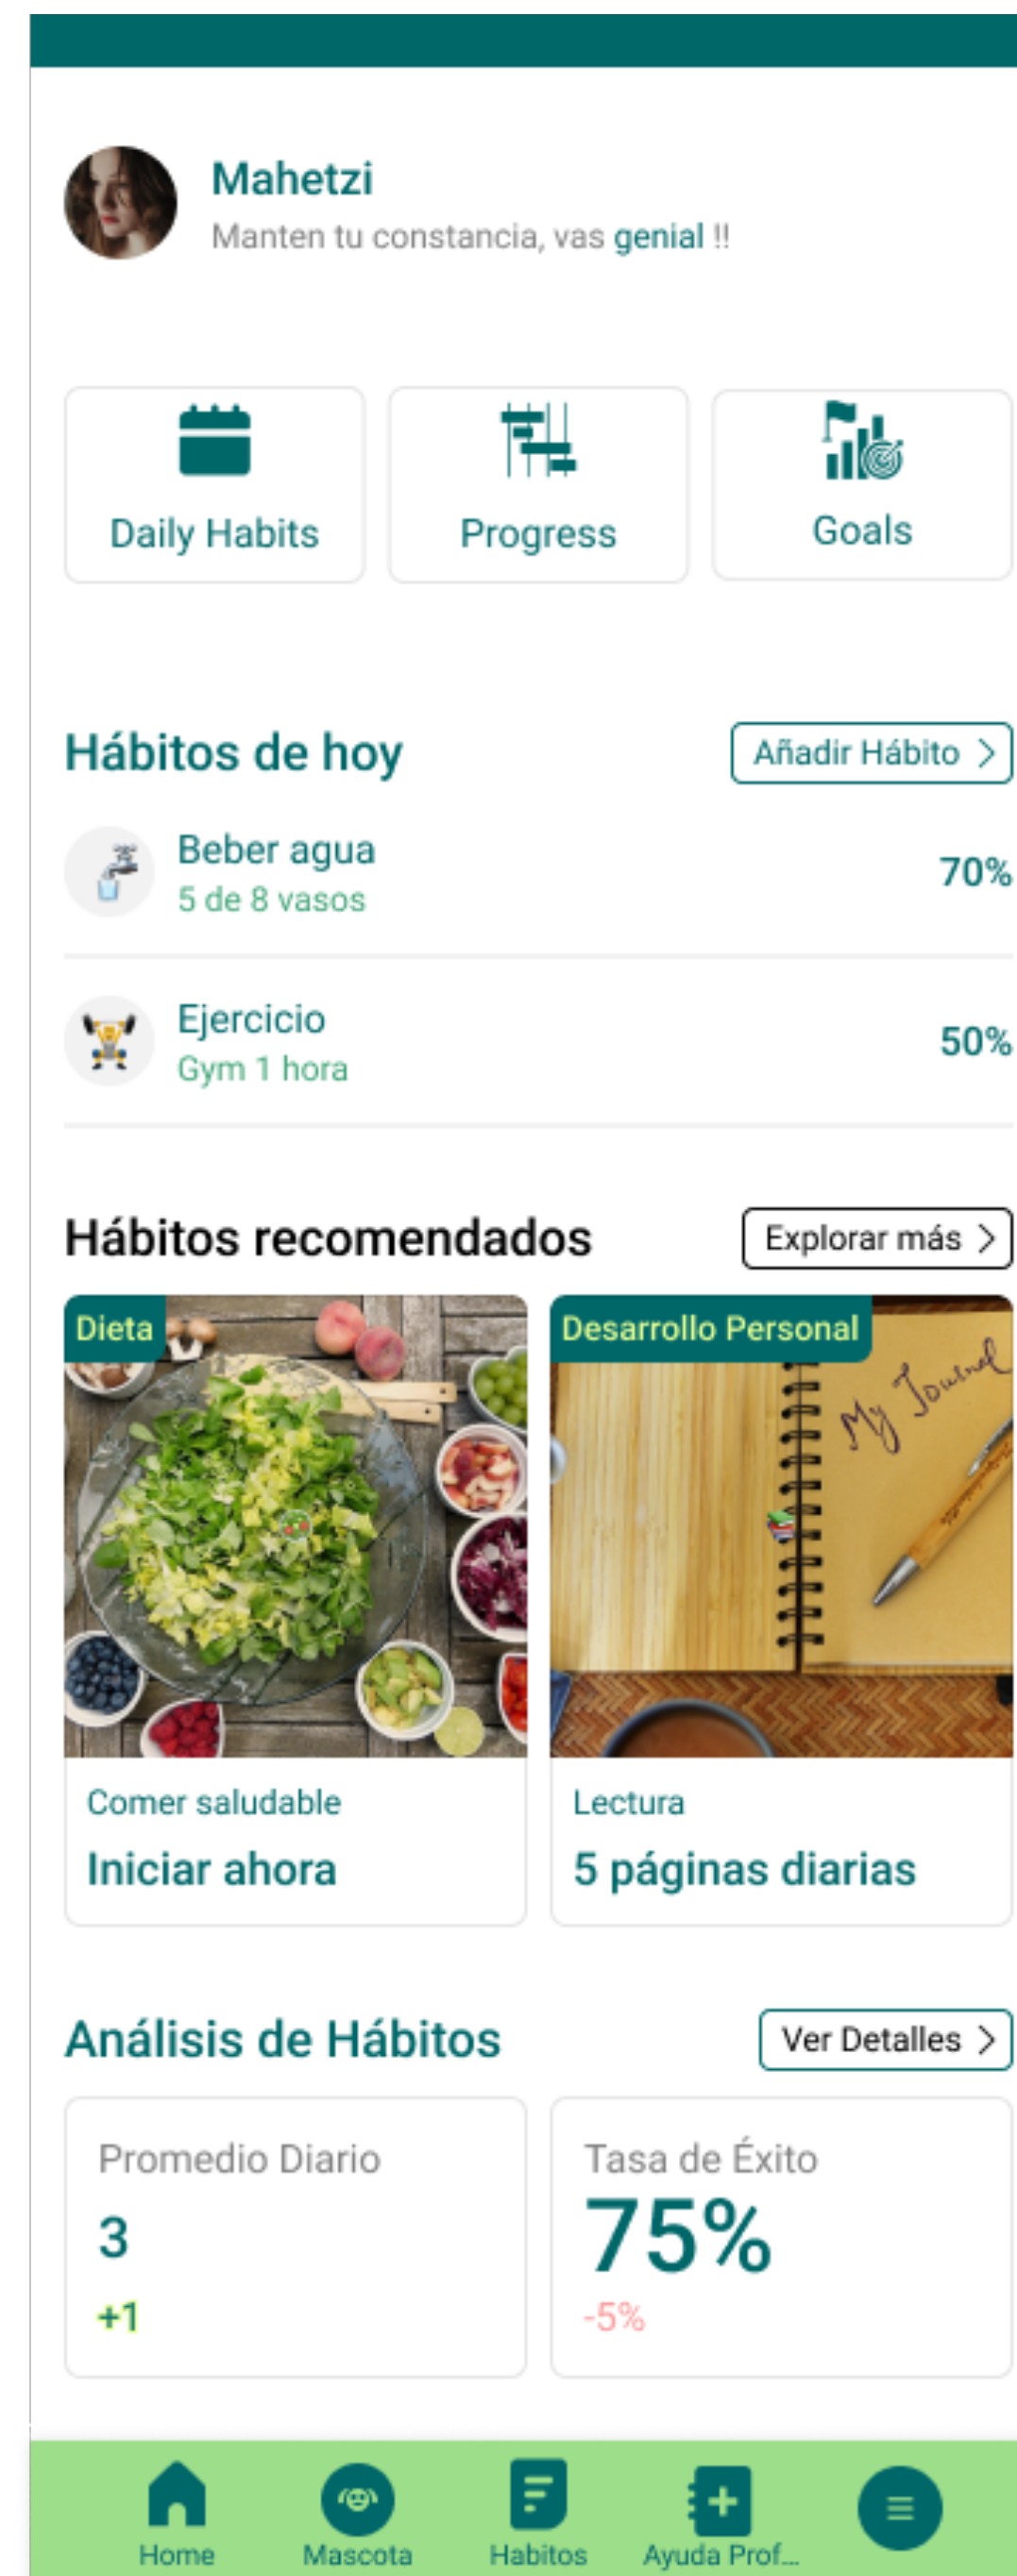 Mahetzi
Manten tu constancia, vas genial !!
Daily Habits
Progress
Goals
Hábitos de hoy
Añadir Hábito
Beber agua
5 de 8 vasos
70%
Ejercicio
Gym 1 hora
50%
Hábitos recomendados
Explorar más
Dieta
Desarrollo Personal
My Journal
Comer saludable
Iniciar ahora
Lectura
5 páginas diarias
Análisis de Hábitos
Ver Detalles
Promedio Diario
3
+1
Tasa de Éxito
75%
-5%
Home
Mascota
Habitos
Ayuda Prof...